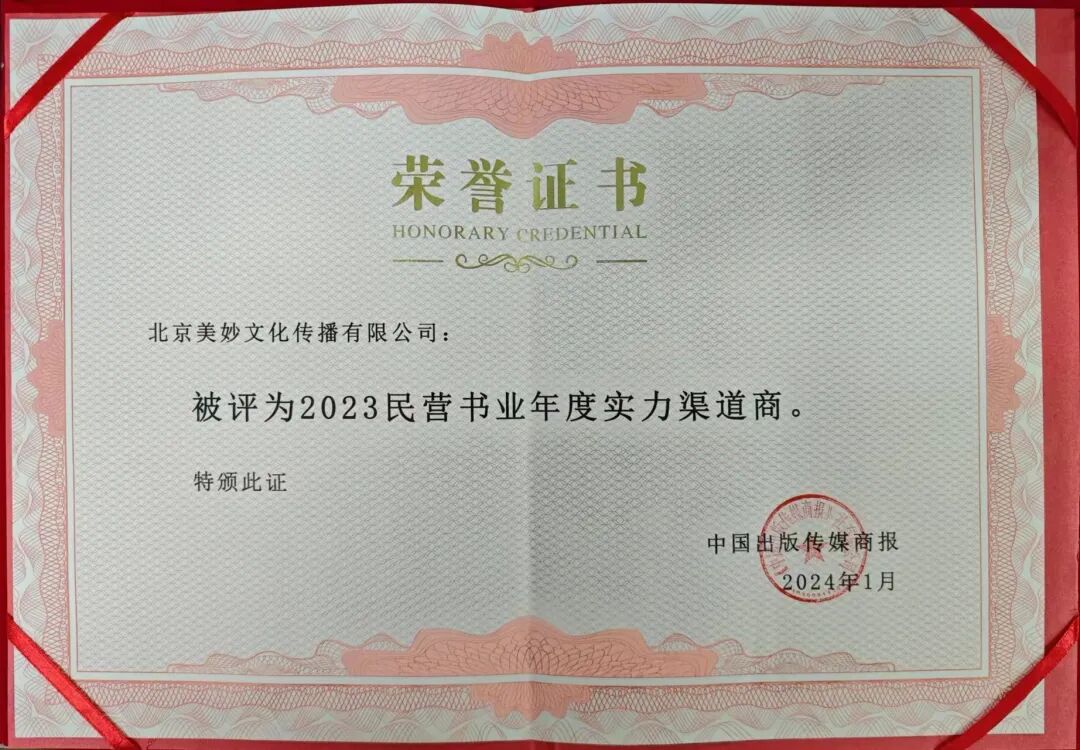 荣誉证书
HONORARY CREDENTIAL
北京美妙文化传播有限公司：
被评为2023民营书业年度实力渠道商。
特颁此证
中国出版传媒商报
2024年1月